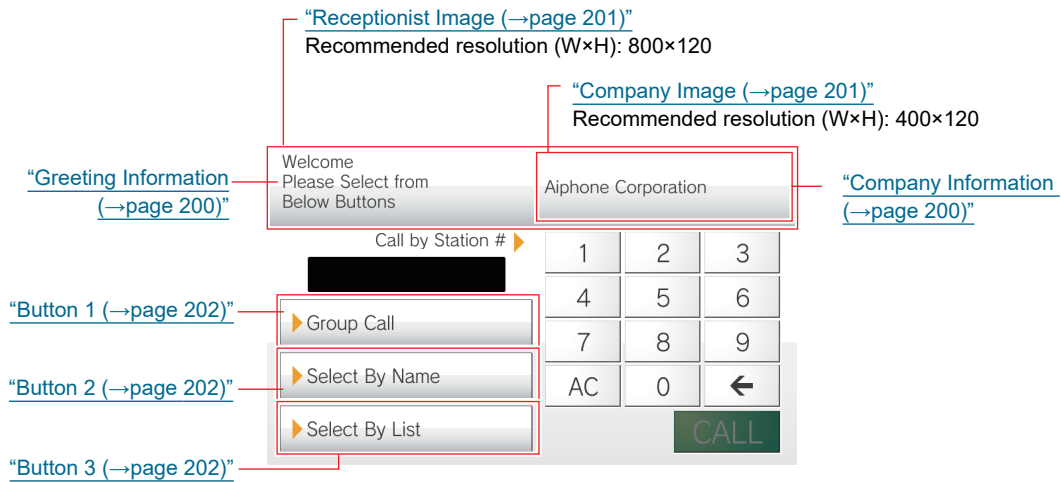 “Receptionist Image (→page 201)”
Recommended resolution (W×H): 800×120
“Company Image (→page 201)”
Recommended resolution (W×H): 400×120
“Greeting Information
(→page 200)”
Welcome
Please Select from
Below Buttons
Aiphone Corporation
“Company Information
(→page 200)”
Call by Station #
1 2 3
4 5 6
7 8 9
AC 0 ←
CALL
“Button 1 (→page 202)”
Group Call
“Button 2 (→page 202)”
Select By Name
“Button 3 (→page 202)”
Select By List